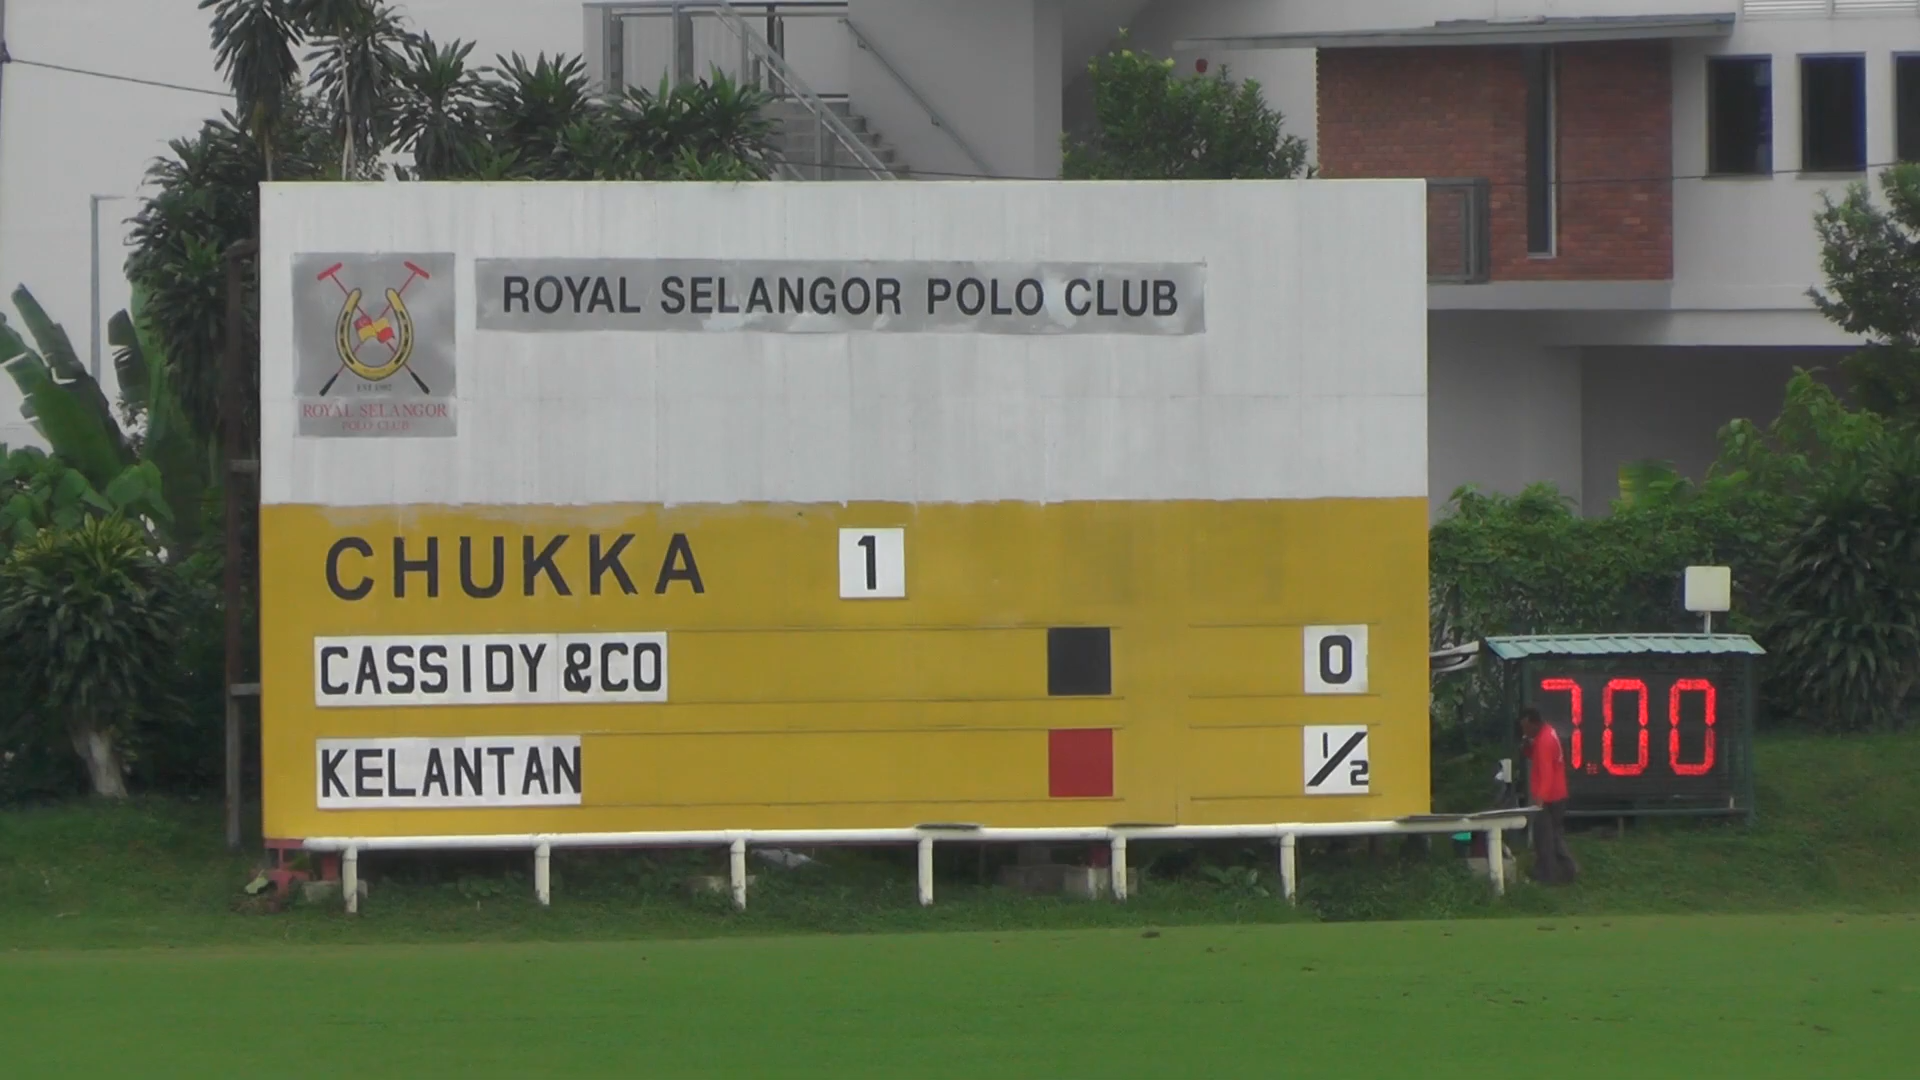 ROYAL SELANGOR POLO CLUB
ROYAL SELANGOR
POLO CLUB
CHUKKA 1
CASSIDY &CO 0
KELANTAN 1/2
7.00